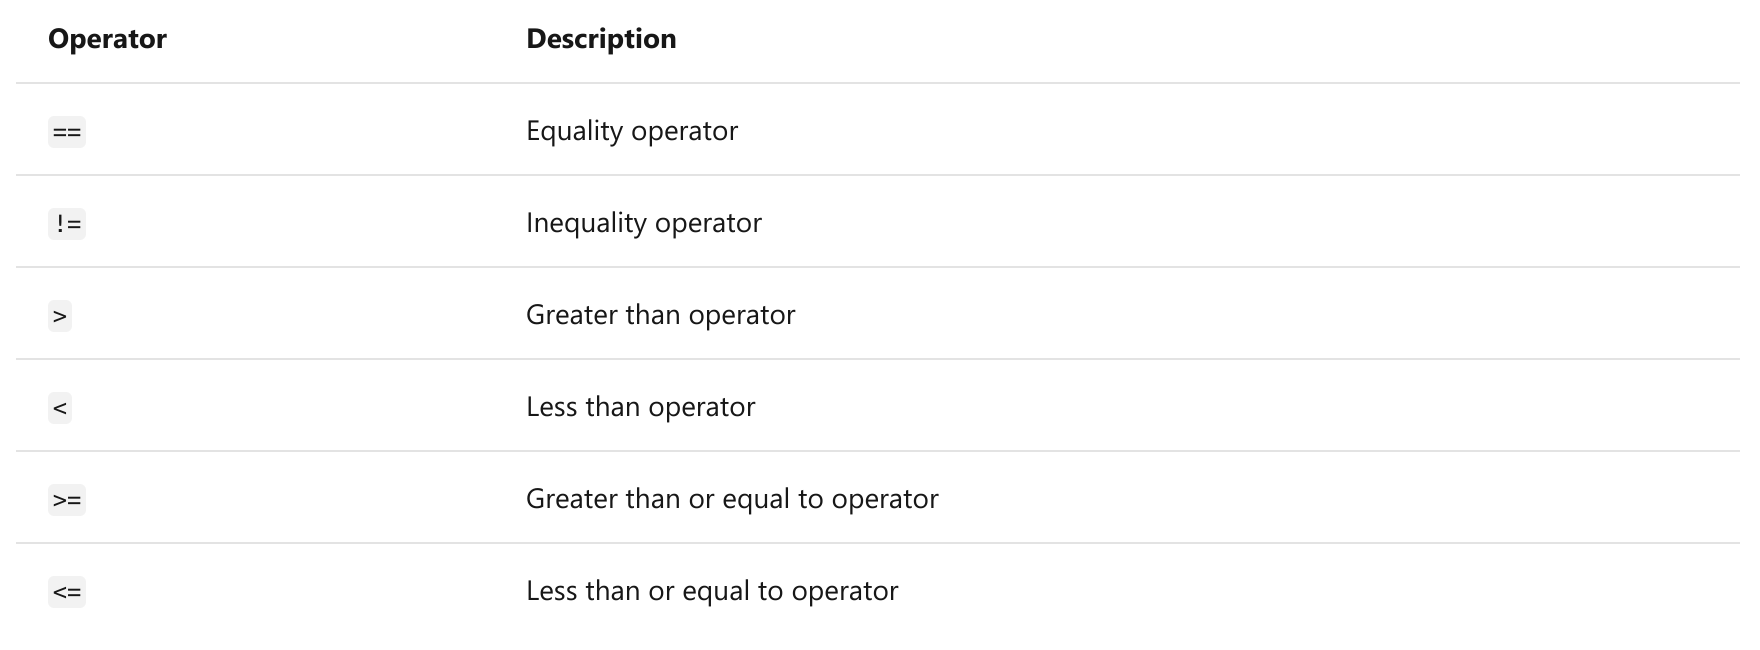 Operator Description
== Equality operator
!= Inequality operator
> Greater than operator
< Less than operator
>= Greater than or equal to operator
<= Less than or equal to operator